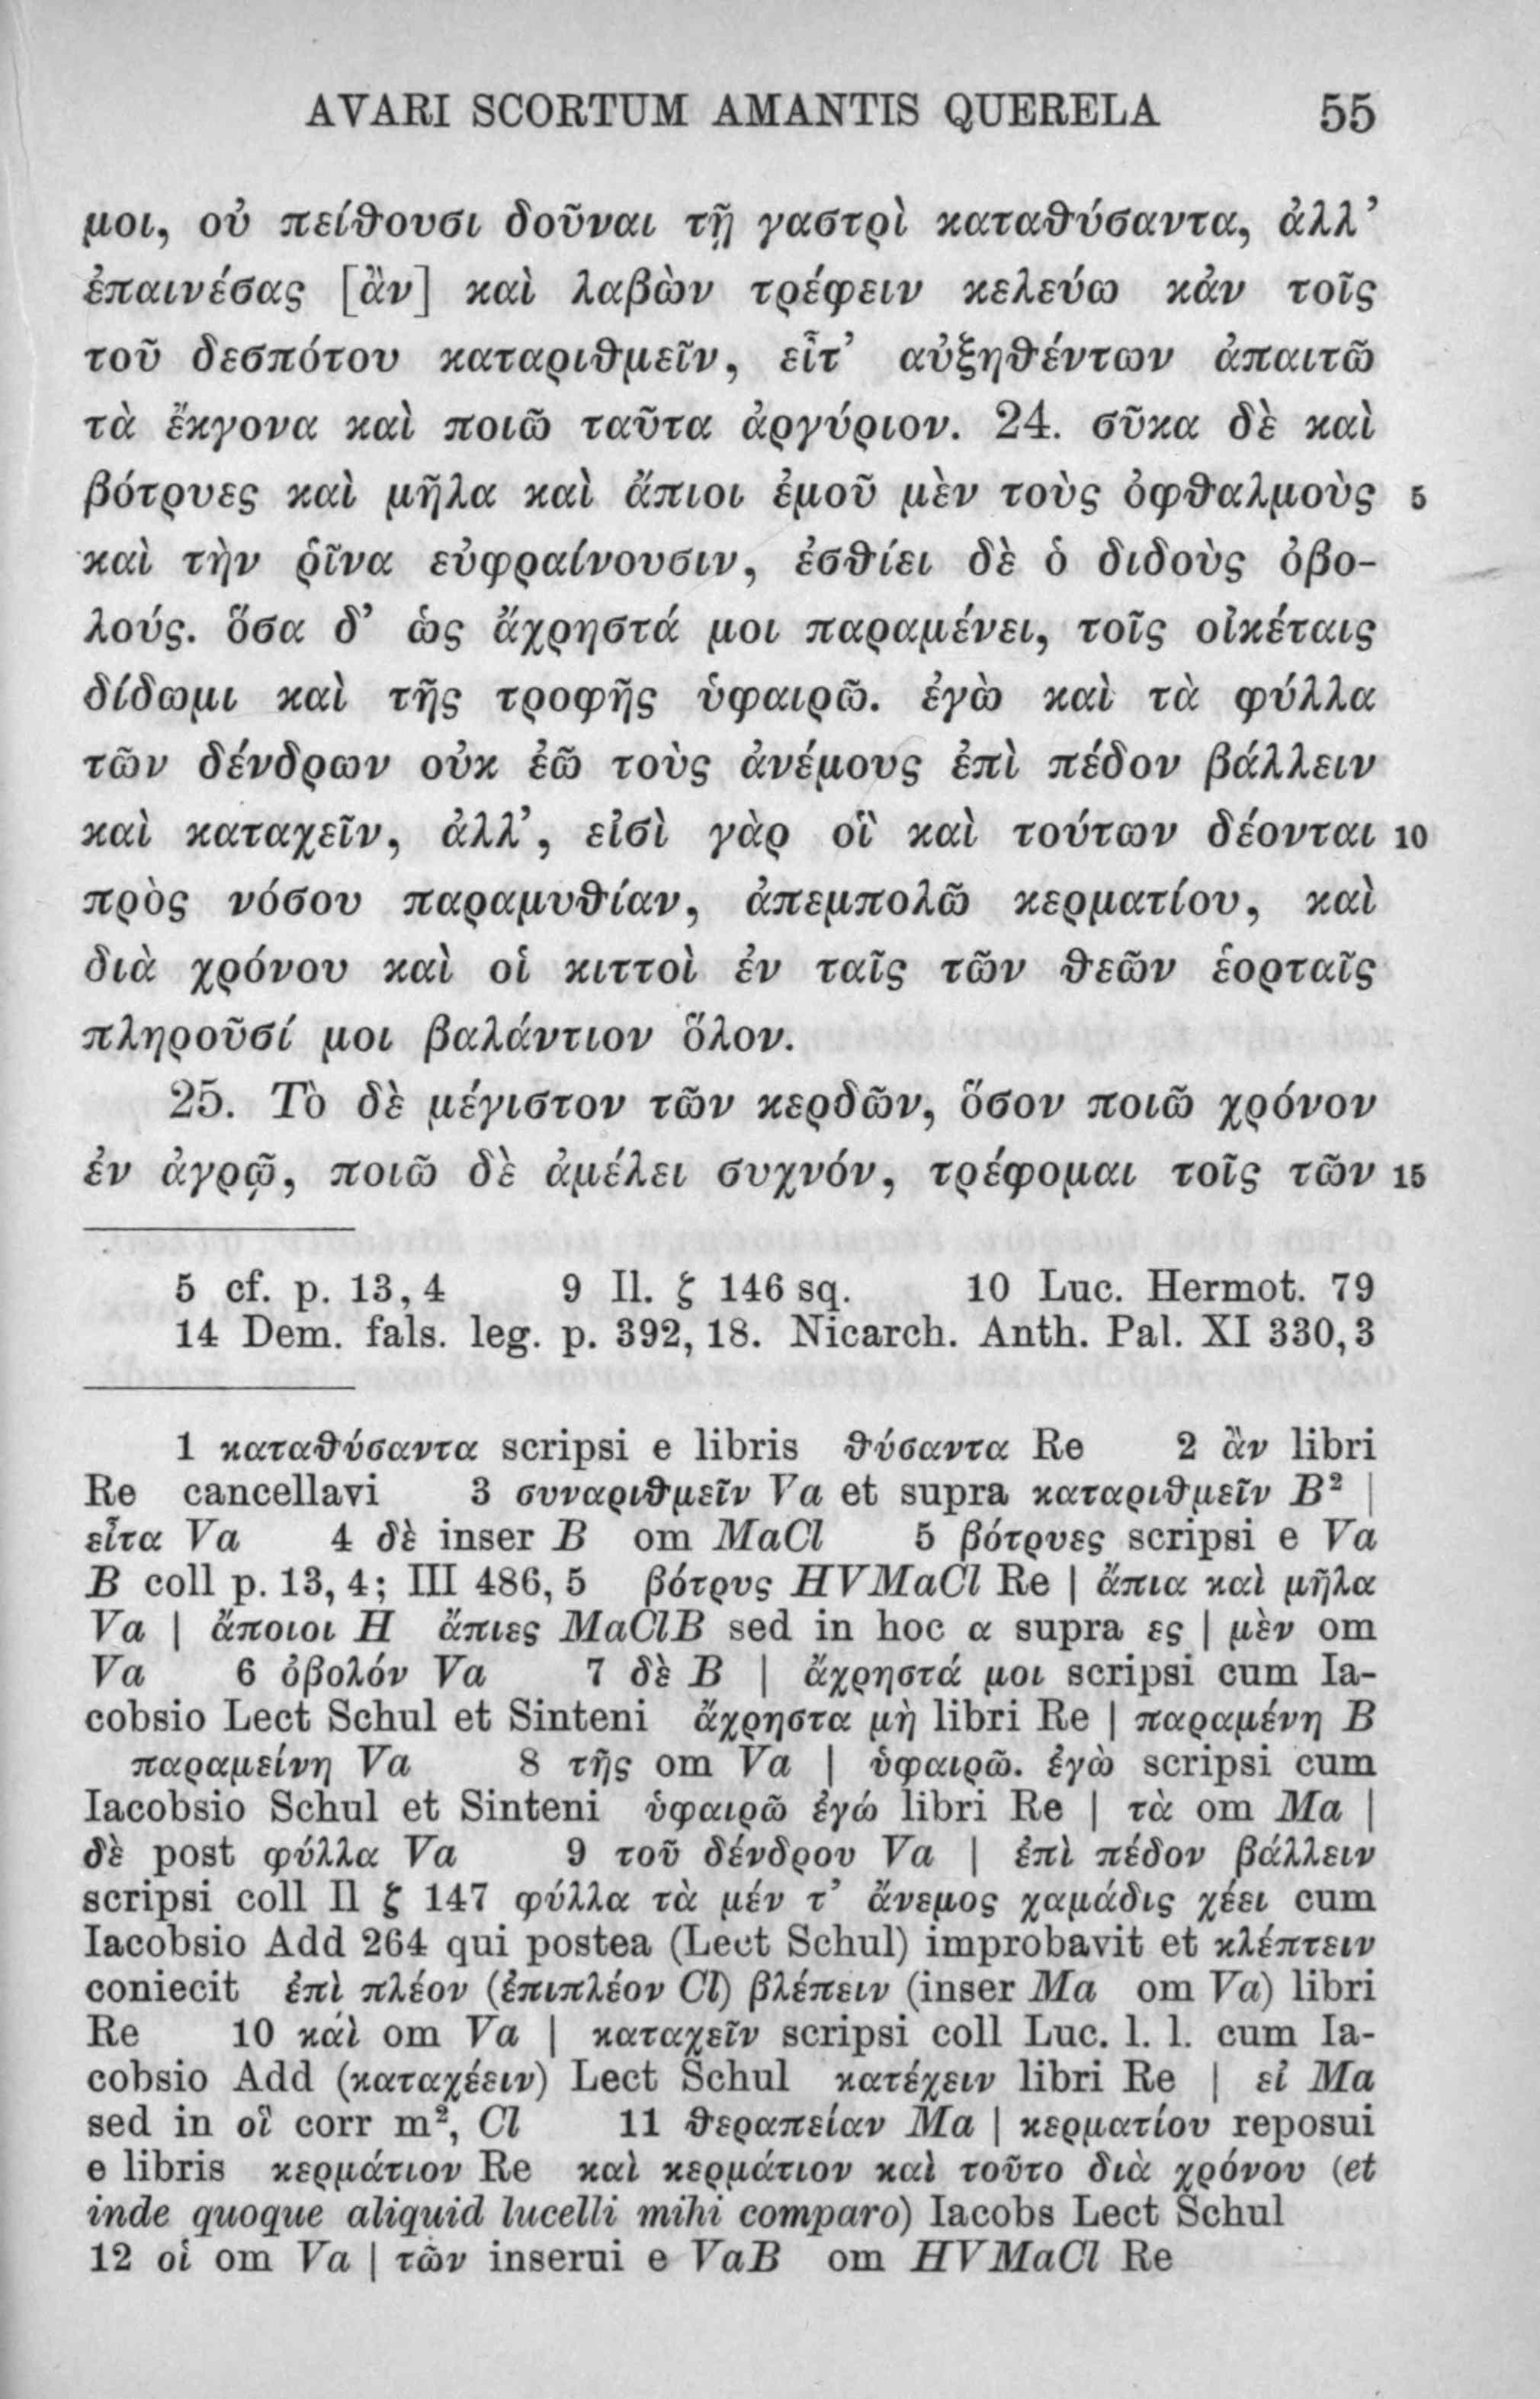 AVARI SCORTUM AMANTIS QUERELA 55
μοι, οὐ πείθουσι δοῦναι τῇ γαστρὶ καταθύσαντα, ἀλλ’
ἐπαινέσας [ἂν] καὶ λαβὼν τρέφειν κελεύω κἀν τοῖς
τοῦ δεσπότου καταριθμεῖν, εἶτ’ αὐξηθέντων ἀπαιτῶ
τὰ ἔκγονα καὶ ποιῶ ταῦτα ἀργύριον. 24. σῦκα δὲ καὶ
βότρυες καὶ μῆλα καὶ ἄπιοι ἐμοῦ μὲν τοὺς ὀφθαλμοὺς 5
καὶ τὴν ῥῖνα εὐφραίνουσιν, ἐσθίει δὲ ὁ διδοὺς ὀβο-
λούς. ὅσα δ’ ὡς ἄχρηστά μοι παραμένει, τοῖς οἰκέταις
δίδωμι καὶ τῆς τροφῆς ὑφαιρῶ. ἐγὼ καὶ τὰ φύλλα
τῶν δένδρων οὐκ ἐῶ τοὺς ἀνέμους ἐπὶ πέδον βάλλειν
καὶ καταχεῖν, ἀλλ’, εἰσὶ γὰρ οἳ καὶ τούτων δέονται 10
πρὸς νόσου παραμυθίαν, ἀπεμπολῶ κερματίου, καὶ
διὰ χρόνου καὶ οἱ κιττοὶ ἐν ταῖς τῶν θεῶν ἑορταῖς
πληροῦσί μοι βαλάντιον ὅλον.
25. Τὸ δὲ μέγιστον τῶν κερδῶν, ὅσον ποιῶ χρόνον
ἐν ἀγρῷ, ποιῶ δὲ ἀμέλει συχνόν, τρέφομαι τοῖς τῶν 15
5 cf. p. 13, 4 9 Il. ζ 146 sq. 10 Luc. Hermot. 79
14 Dem. fals. leg. p. 392, 18. Nicarch. Anth. Pal. XI 330, 3
1 καταθύσαντα scripsi e libris θύσαντα Re 2 ἂν libri
Re cancellavi 3 συναριθμεῖν Va et supra καταριθμεῖν B² |
εἶτα Va 4 δὲ inser B om MaCl 5 βότρυες scripsi e Va
B coll p. 13, 4; III 486, 5 βότρυς HVMaCl Re | ἄπια καὶ μῆλα
Va | ἄποιοι H ἄπιες MaClB sed in hoc α supra ες | μὲν om
Va 6 ὀβολόν Va 7 δὲ B | ἄχρηστά μοι scripsi cum Ia-
cobsio Lect Schul et Sinteni ἄχρηστα μὴ libri Re | παραμένη B
παραμείνη Va 8 τῆς om Va | ὑφαιρῶ. ἐγὼ scripsi cum
Iacobsio Schul et Sinteni ὑφαιρῶ ἐγώ libri Re | τὰ om Ma |
δὲ post φύλλα Va 9 τοῦ δένδρου Va | ἐπὶ πέδον βάλλειν
scripsi coll Il ζ 147 φύλλα τὰ μέν τ’ ἄνεμος χαμάδις χέει cum
Iacobsio Add 264 qui postea (Lect Schul) improbavit et κλέπτειν
coniecit ἐπὶ πλέον (ἐπιπλέον Cl) βλέπειν (inser Ma om Va) libri
Re 10 καὶ om Va | καταχεῖν scripsi coll Luc. l. l. cum Ia-
cobsio Add (καταχέειν) Lect Schul κατέχειν libri Re | εἰ Ma
sed in οἳ corr m², Cl 11 θεραπείαν Ma | κερματίου reposui
e libris κερμάτιον Re καὶ κερμάτιον καὶ τοῦτο διὰ χρόνου (et
inde quoque aliquid lucelli mihi comparo) Iacobs Lect Schul
12 οἱ om Va | τῶν inserui e VaB om HVMaCl Re